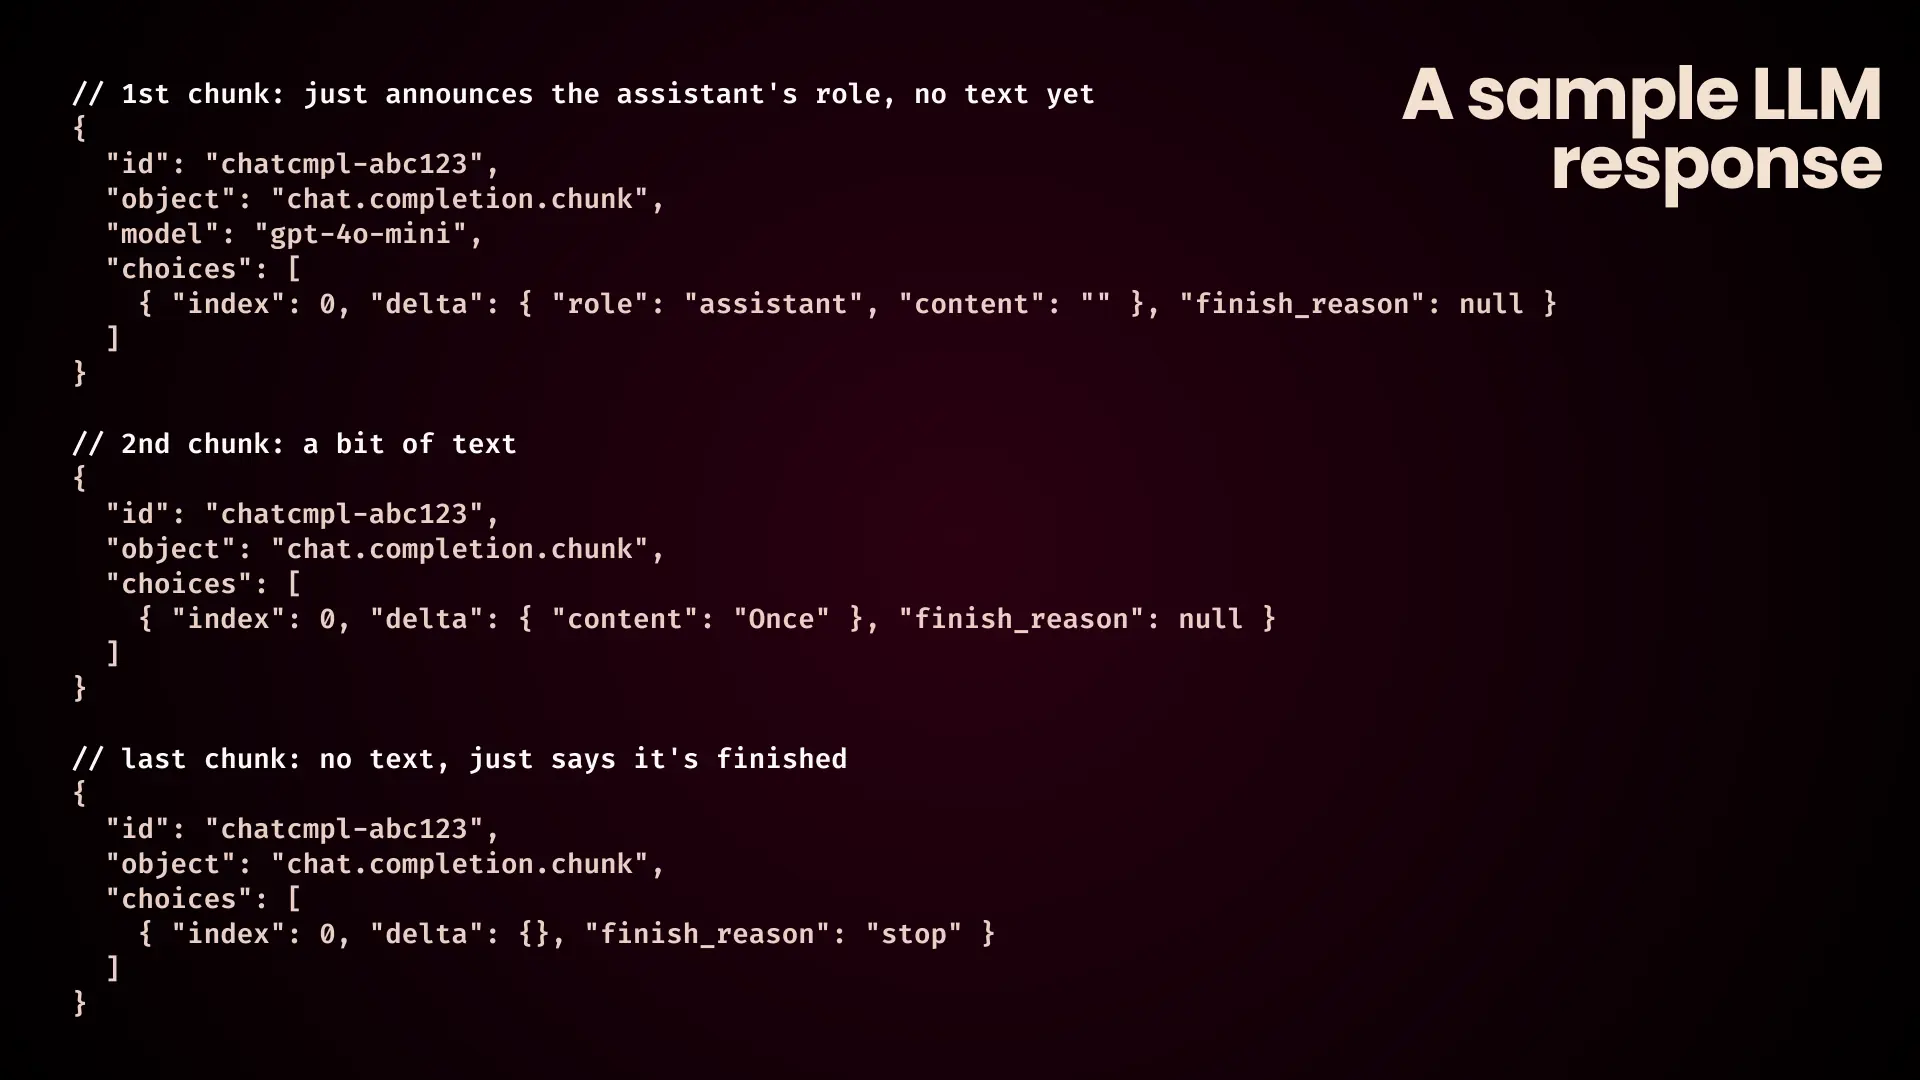 // 1st chunk: just announces the assistant's role, no text yet
{
  "id": "chatcmpl-abc123",
  "object": "chat.completion.chunk",
  "model": "gpt-4o-mini",
  "choices": [
    { "index": 0, "delta": { "role": "assistant", "content": "" }, "finish_reason": null }
  ]
}

// 2nd chunk: a bit of text
{
  "id": "chatcmpl-abc123",
  "object": "chat.completion.chunk",
  "choices": [
    { "index": 0, "delta": { "content": "Once" }, "finish_reason": null }
  ]
}

// last chunk: no text, just says it's finished
{
  "id": "chatcmpl-abc123",
  "object": "chat.completion.chunk",
  "choices": [
    { "index": 0, "delta": {}, "finish_reason": "stop" }
  ]
}
A sample LLM
response